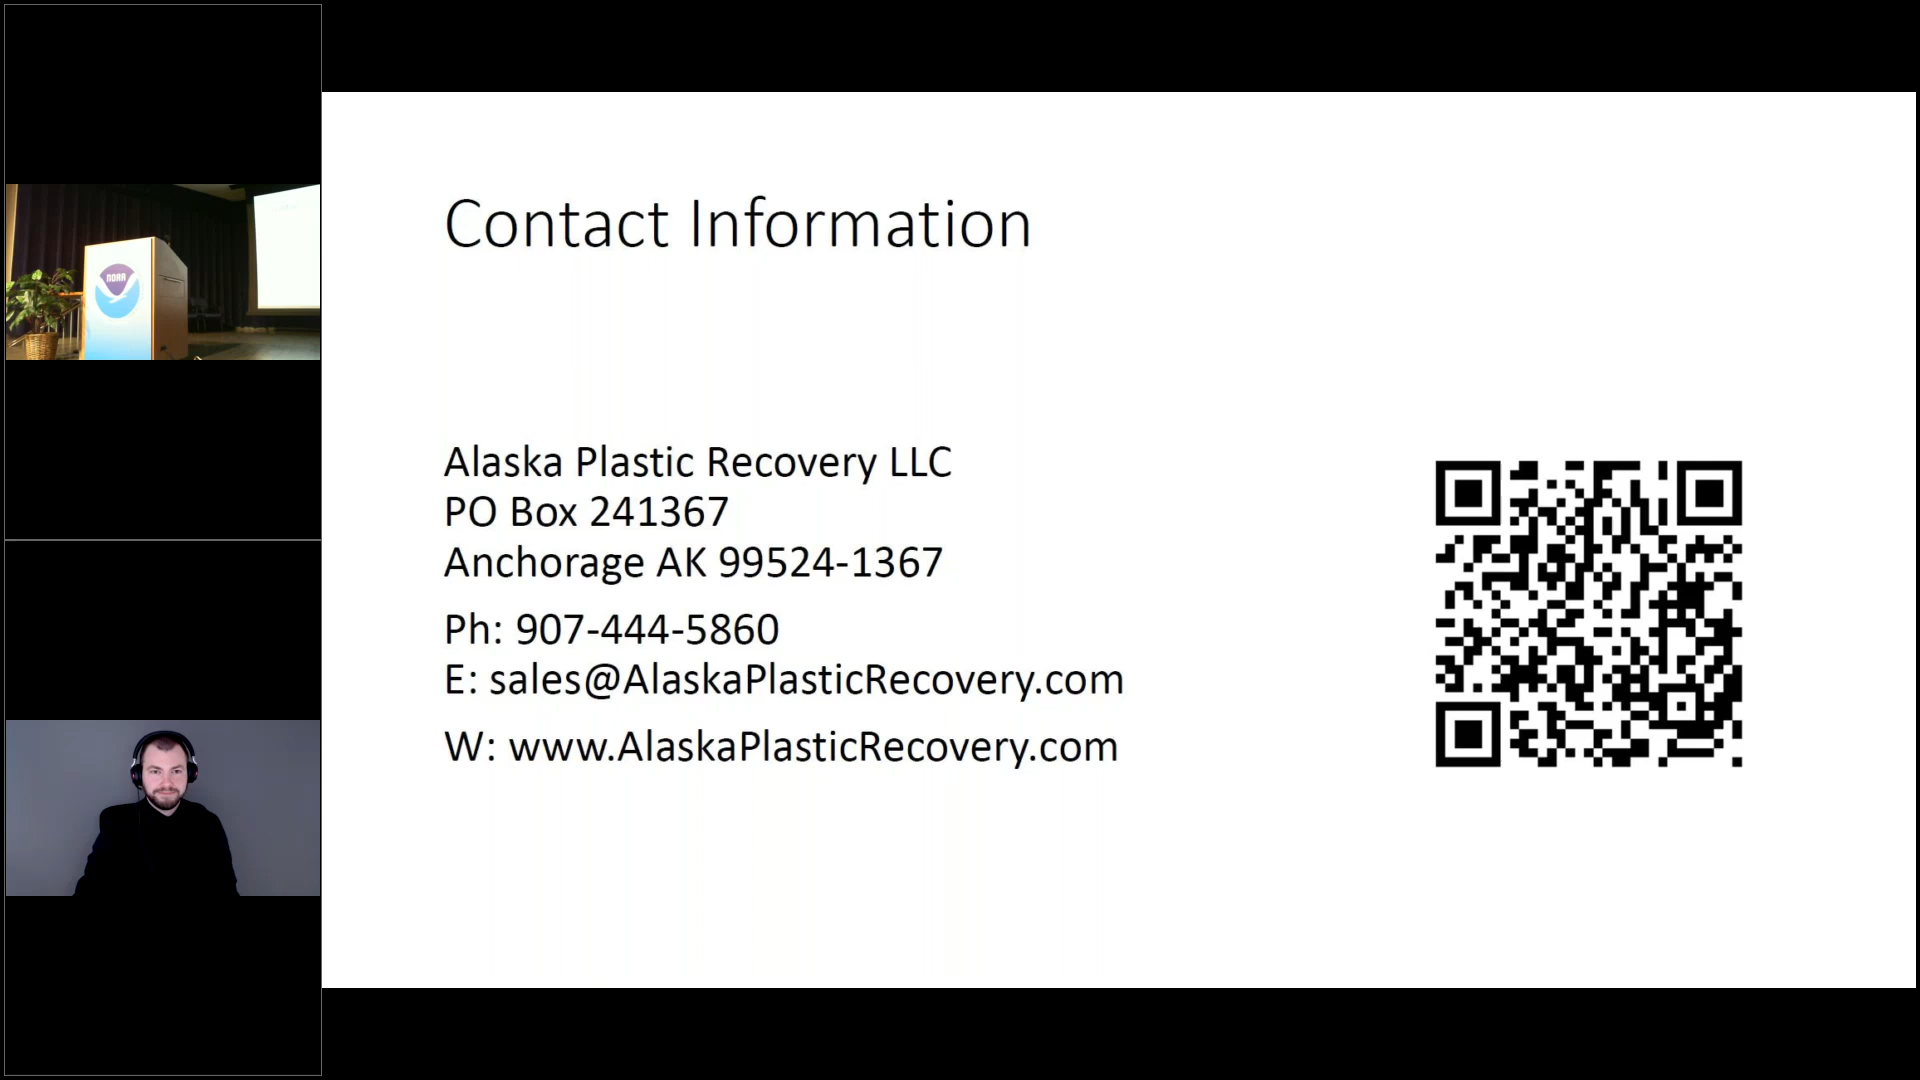 NOAA
Contact Information
Alaska Plastic Recovery LLC
PO Box 241367
Anchorage AK 99524-1367
Ph: 907-444-5860
E: sales@AlaskaPlasticRecovery.com
W: www.AlaskaPlasticRecovery.com